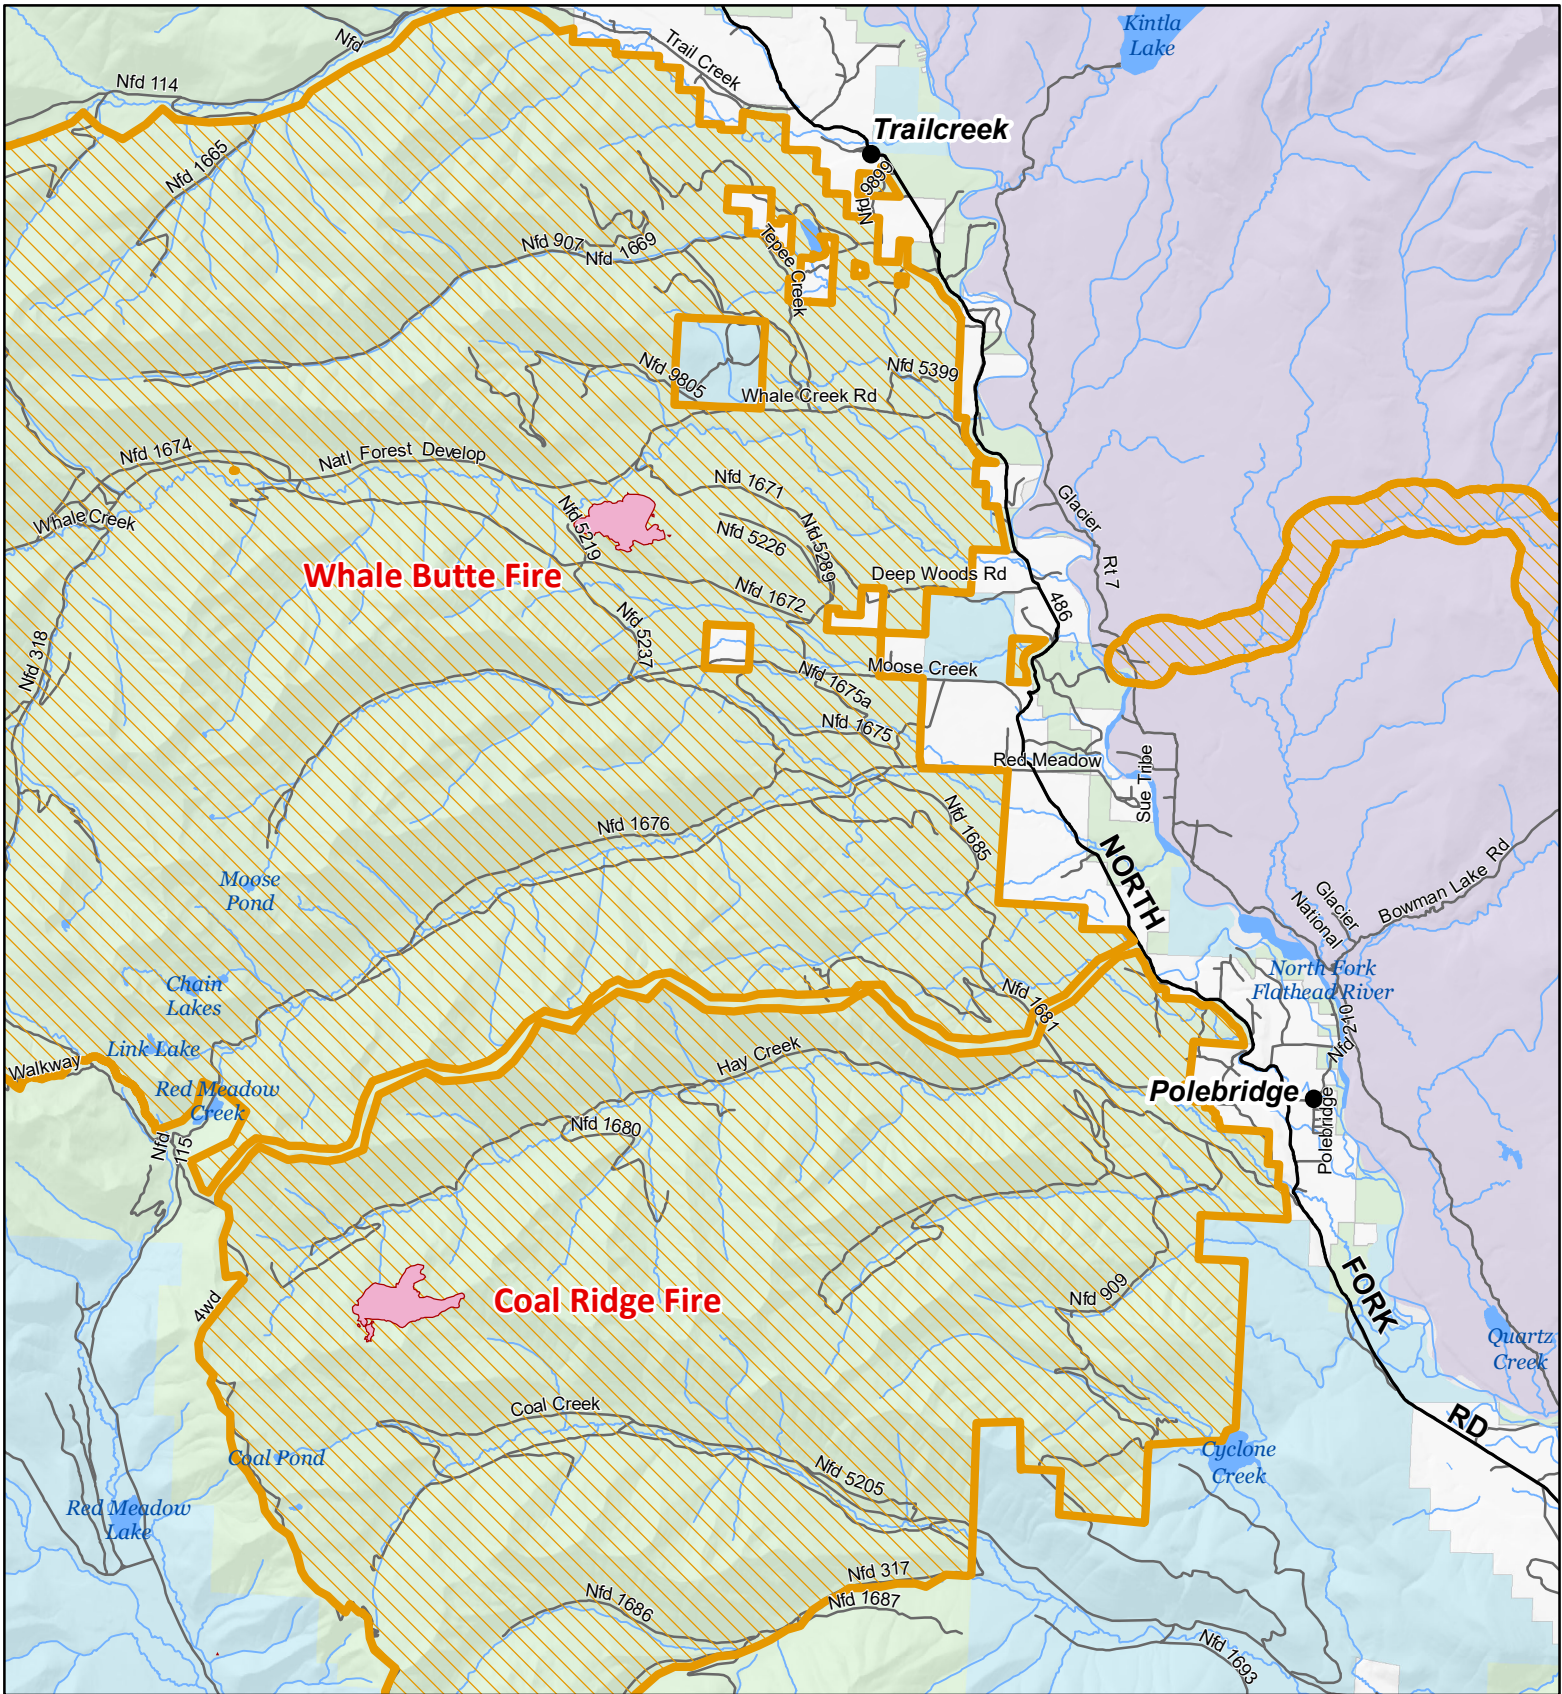 Kintla
Lake
Nfd
Trail Creek
Nfd 114
Trailcreek
Nfd 1665
Nfd 9899
Nfd 907
Nfd 1669
Tepee Creek
Nfd 9805
Nfd 5399
Whale Creek Rd
Nfd 1674
Natl Forest Develop
Nfd 1671
Whale Creek
Nfd 5219
Nfd 5226
Nfd 5289
Glacier
Rt 7
Whale Butte Fire
Deep Woods Rd
Nfd 1672
486
Nfd 5237
Nfd 318
Moose Creek
Nfd 1675a
Nfd 1675
Red Meadow
Sue Tribe
Nfd 1676
Nfd 1685
NORTH
Bowman Lake Rd
Moose
Pond
Glacier
National
Chain
Lakes
North Fork
Flathead River
Nfd 1681
Nfd 210
Link Lake
Hay Creek
Walkway
Red Meadow
Creek
Polebridge
Polebridge
Nfd 1680
Nfd
115
4wd
Coal Ridge Fire
Nfd 909
FORK
Quartz
Creek
Coal Creek
RD
Coal Pond
Cyclone
Creek
Nfd 5205
Red Meadow
Lake
Nfd 317
Nfd 1686
Nfd 1687
Nfd 1693